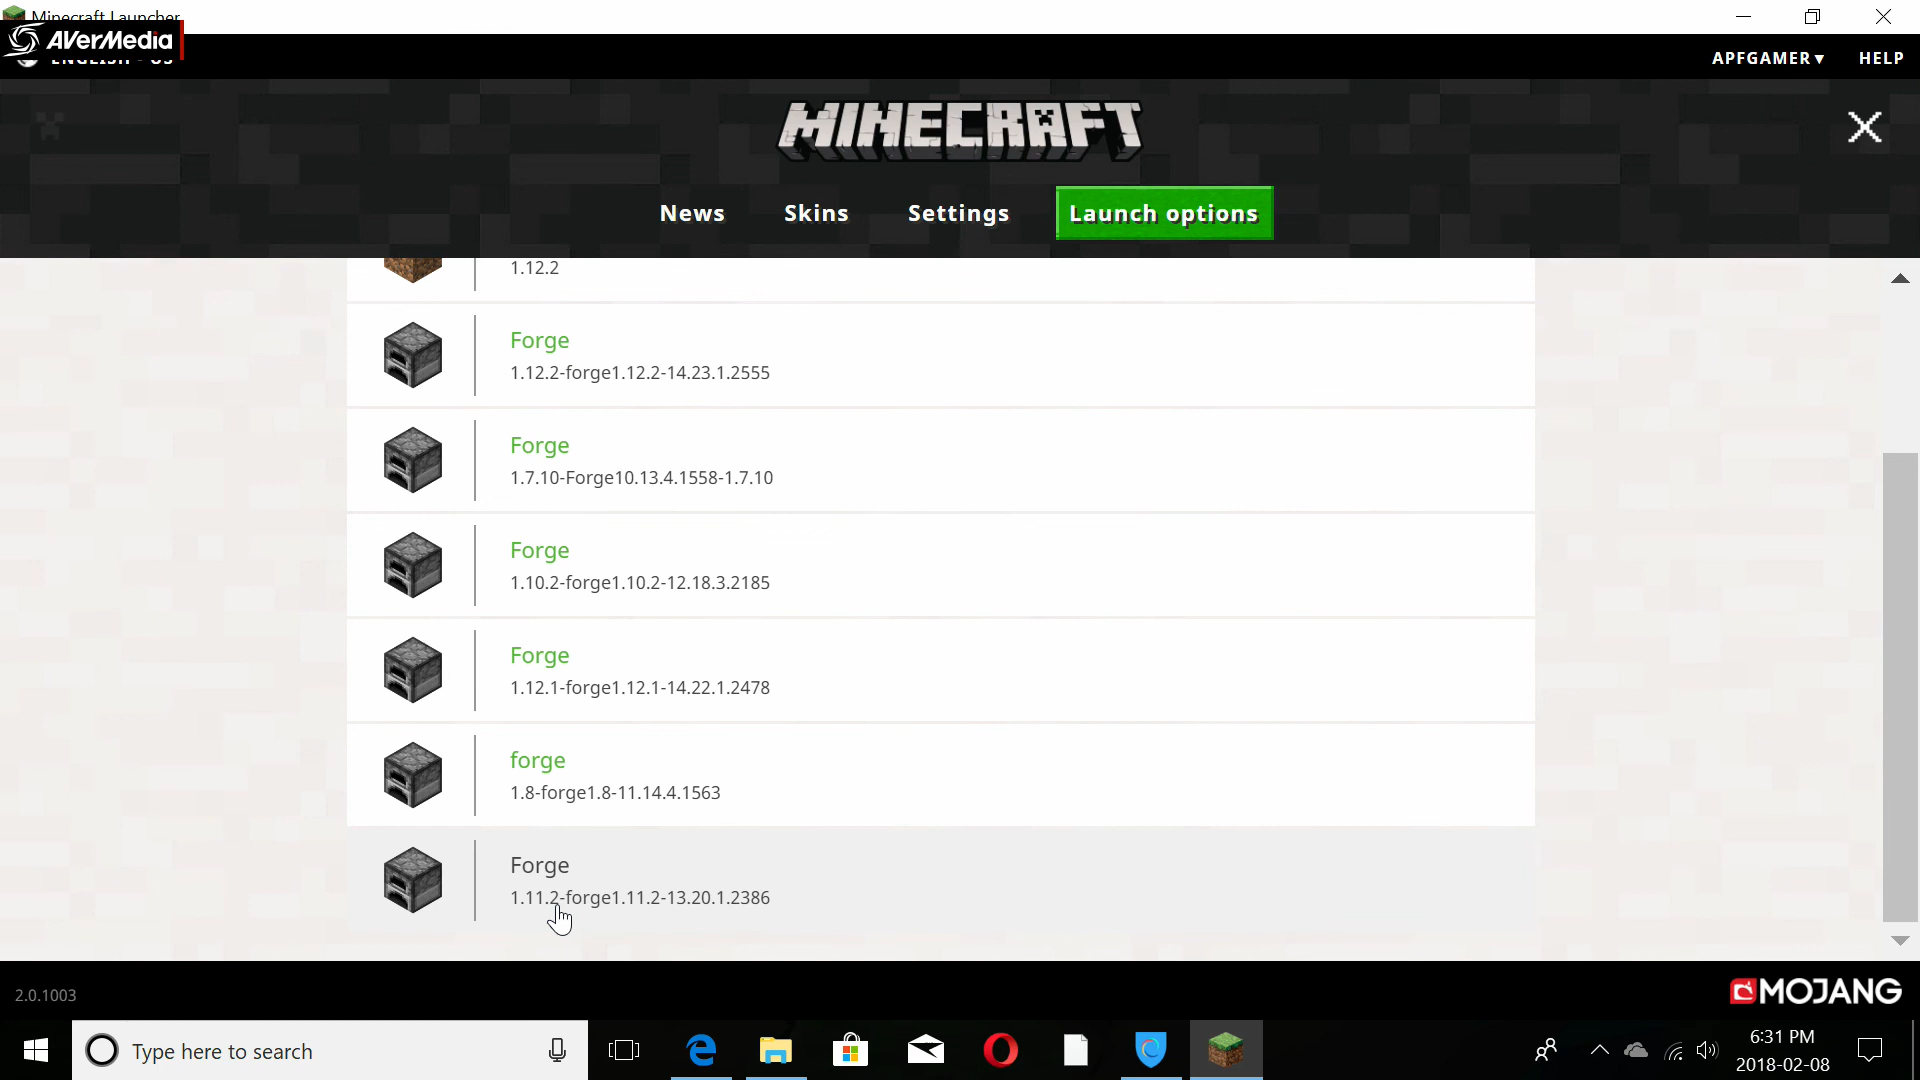 Minecraft Launcher
AVerMedia
ENGLISH - US
APFGAMER
HELP
MINECRAFT
News
Skins
Settings
Launch options
1.12.2
Forge
1.12.2-forge1.12.2-14.23.1.2555
Forge
1.7.10-Forge10.13.4.1558-1.7.10
Forge
1.10.2-forge1.10.2-12.18.3.2185
Forge
1.12.1-forge1.12.1-14.22.1.2478
forge
1.8-forge1.8-11.14.4.1563
Forge
1.11.2-forge1.11.2-13.20.1.2386
2.0.1003
MOJANG
Type here to search
6:31 PM
2018-02-08